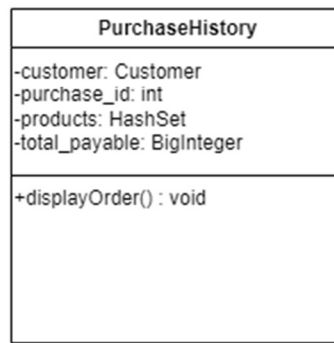 PurchaseHistory
-customer: Customer
-purchase_id: int
-products: HashSet
-total_payable: BigInteger
+displayOrder() : void